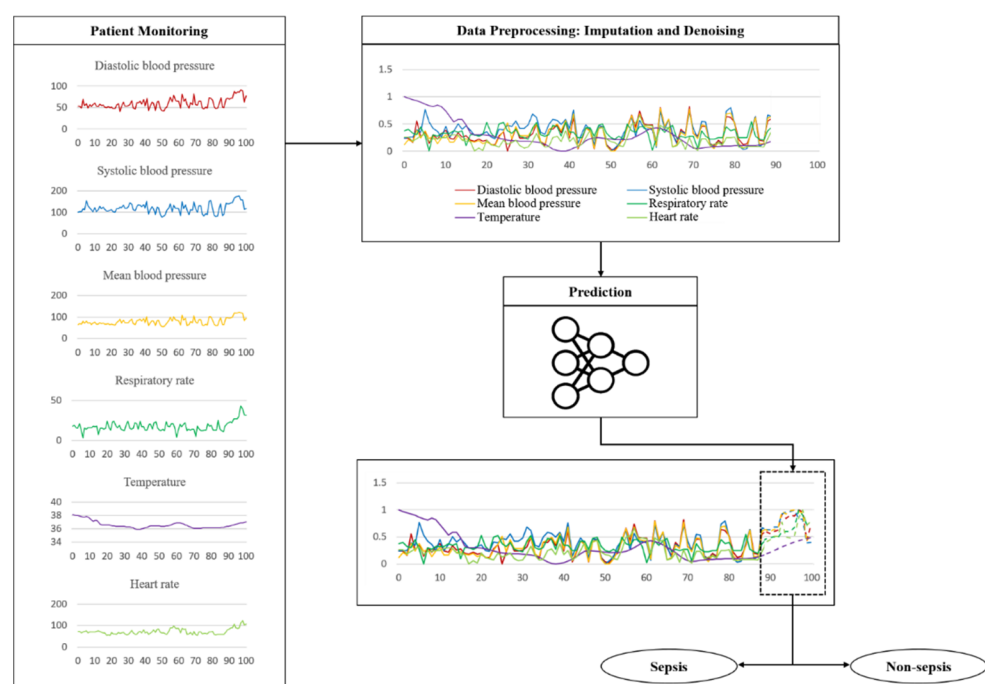 Patient Monitoring
Diastolic blood pressure
100
50
0
0 10 20 30 40 50 60 70 80 90 100
Systolic blood pressure
200
100
0
0 10 20 30 40 50 60 70 80 90 100
Mean blood pressure
200
100
0
0 10 20 30 40 50 60 70 80 90 100
Respiratory rate
50
0
0 10 20 30 40 50 60 70 80 90 100
Temperature
40
38
36
34
0 10 20 30 40 50 60 70 80 90 100
Heart rate
200
100
0
0 10 20 30 40 50 60 70 80 90 100
Data Preprocessing: Imputation and Denoising
1.5
1
0.5
0
0 10 20 30 40 50 60 70 80 90 100
Diastolic blood pressure Systolic blood pressure
Mean blood pressure Respiratory rate
Temperature Heart rate
Prediction
1.5
1
0.5
0
0 10 20 30 40 50 60 70 80 90 100
Sepsis Non-sepsis